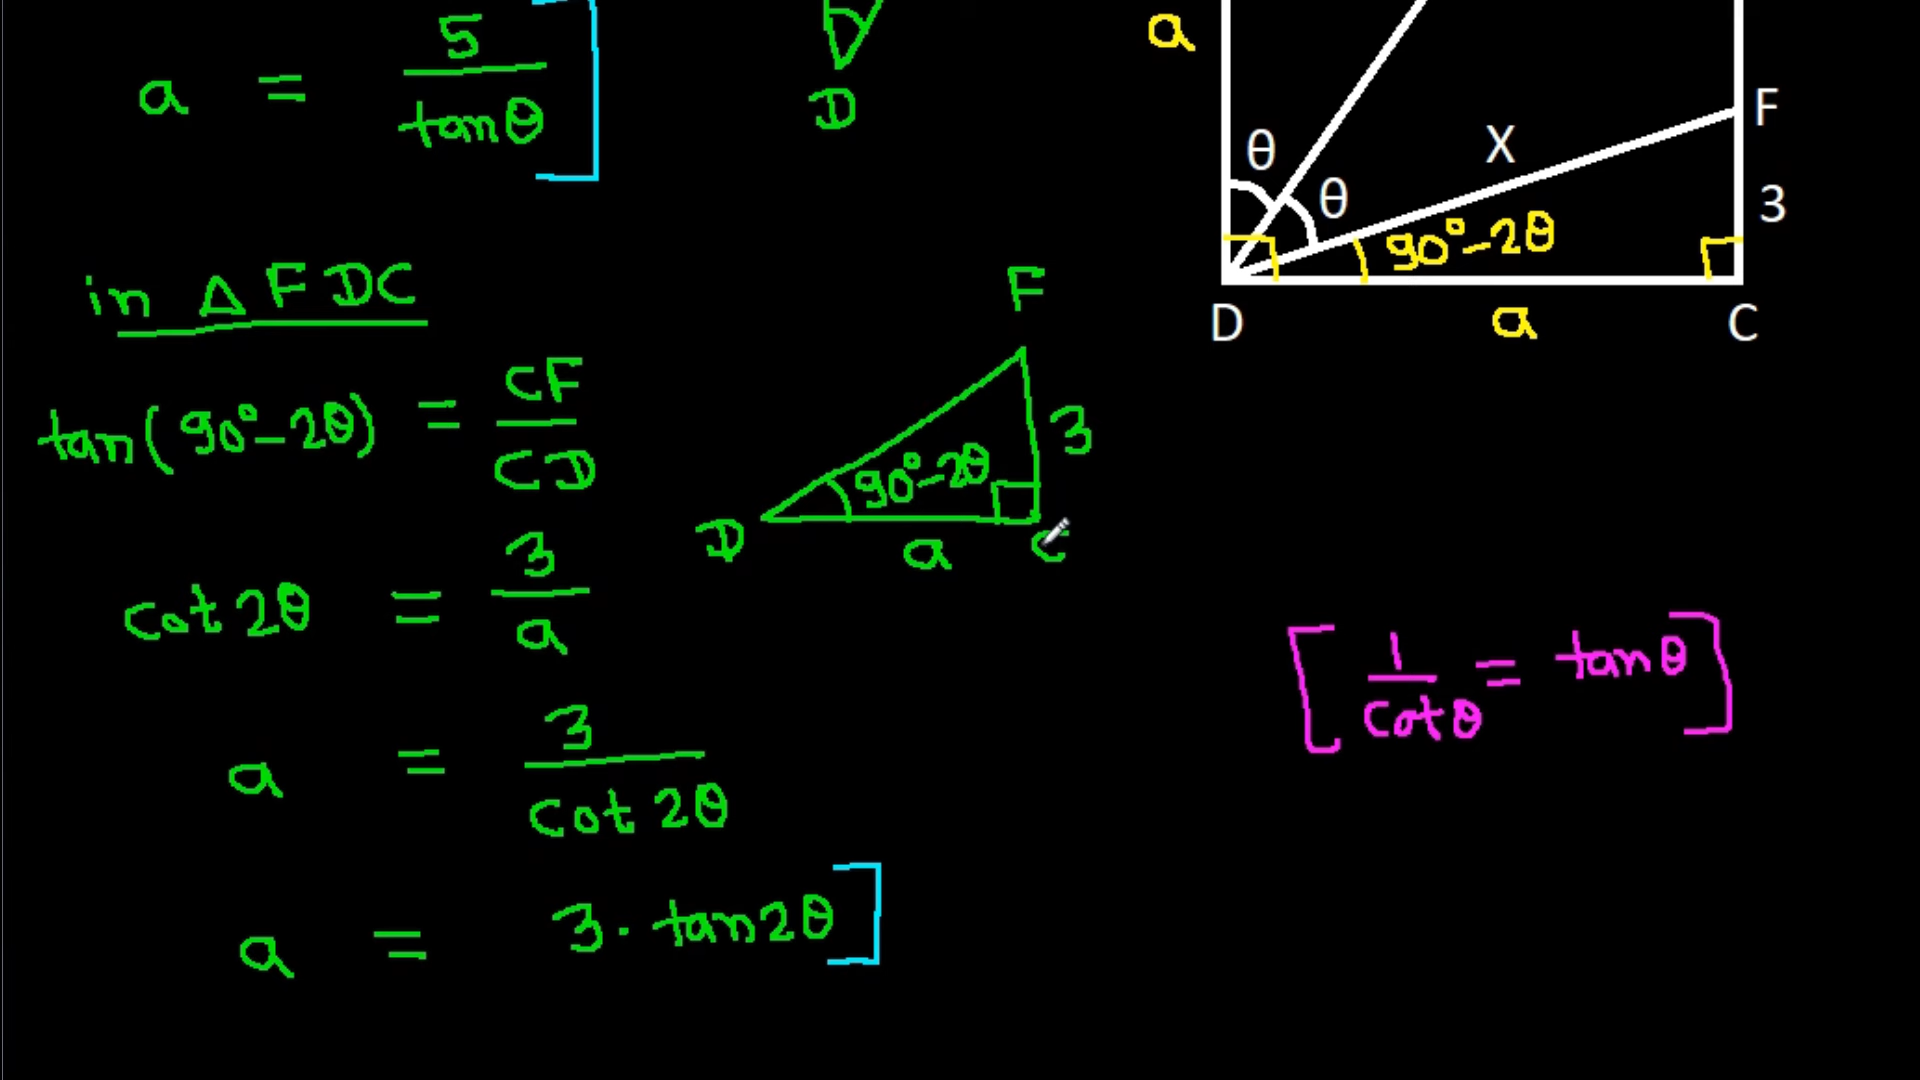 a = 5/tanθ
D
in Δ FDC
tan(90°-2θ) = CF/CD
cot 2θ = 3/a
a = 3/cot 2θ
a = 3 · tan2θ
F
3
90°-2θ
D
a
C
a
F
θ
X
θ
3
90°-2θ
D
a
C
[ 1/cotθ = tanθ ]